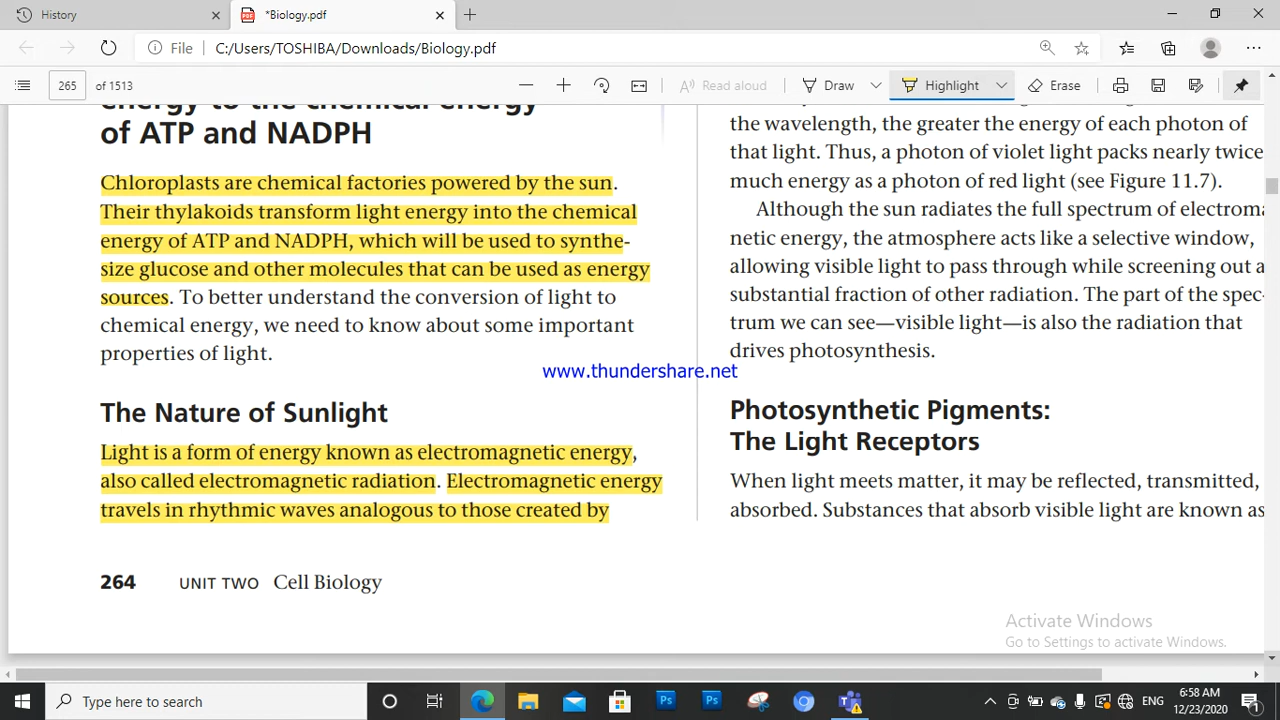 History
*Biology.pdf
File
C:/Users/TOSHIBA/Downloads/Biology.pdf
265 of 1513
Read aloud
Draw
Highlight
Erase
energy to the chemical energy
of ATP and NADPH
Chloroplasts are chemical factories powered by the sun.
Their thylakoids transform light energy into the chemical
energy of ATP and NADPH, which will be used to synthe-
size glucose and other molecules that can be used as energy
sources. To better understand the conversion of light to
chemical energy, we need to know about some important
properties of light.
The Nature of Sunlight
Light is a form of energy known as electromagnetic energy,
also called electromagnetic radiation. Electromagnetic energy
travels in rhythmic waves analogous to those created by
264 UNIT TWO Cell Biology
the wavelength, the greater the energy of each photon of
that light. Thus, a photon of violet light packs nearly twice
much energy as a photon of red light (see Figure 11.7).
Although the sun radiates the full spectrum of electroma
netic energy, the atmosphere acts like a selective window,
allowing visible light to pass through while screening out a
substantial fraction of other radiation. The part of the spec-
trum we can see—visible light—is also the radiation that
drives photosynthesis.
Photosynthetic Pigments:
The Light Receptors
When light meets matter, it may be reflected, transmitted,
absorbed. Substances that absorb visible light are known as
www.thundershare.net
Activate Windows
Go to Settings to activate Windows.
Type here to search
Ps
Ps
ENG
6:58 AM
12/23/2020
1